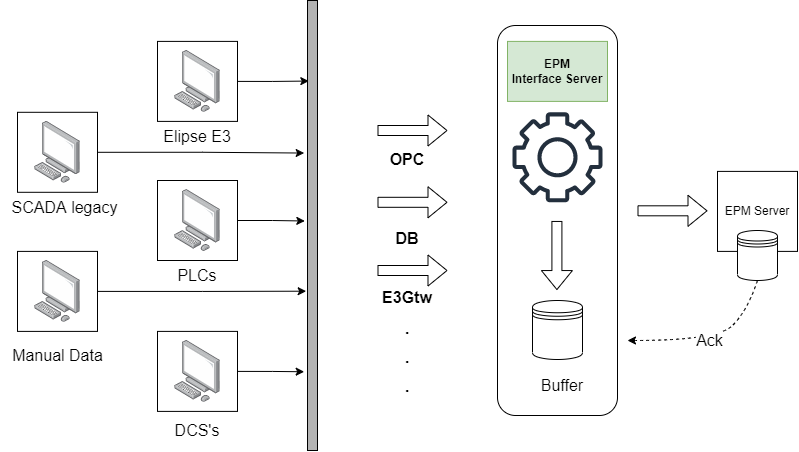 Elipse E3
SCADA legacy
PLCs
Manual Data
DCS's
OPC
DB
E3Gtw
.
.
.
EPM
Interface Server
Buffer
EPM Server
Ack